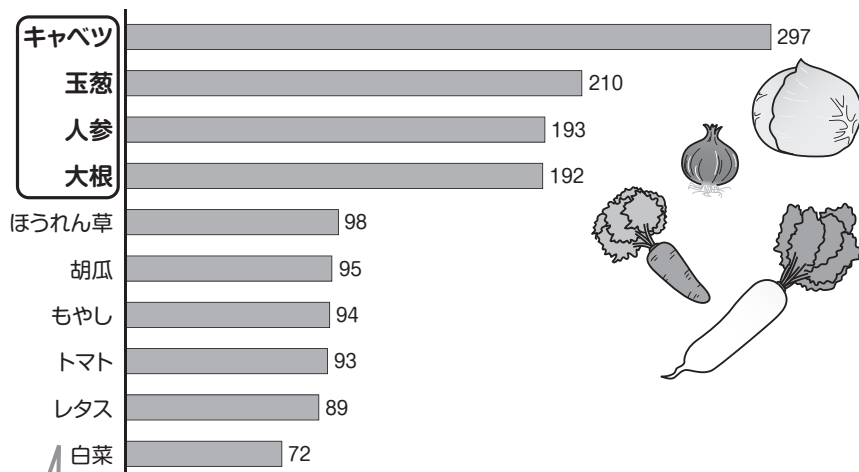 キャベツ 297
玉葱 210
人参 193
大根 192
ほうれん草 98
胡瓜 95
もやし 94
トマト 93
レタス 89
白菜 72